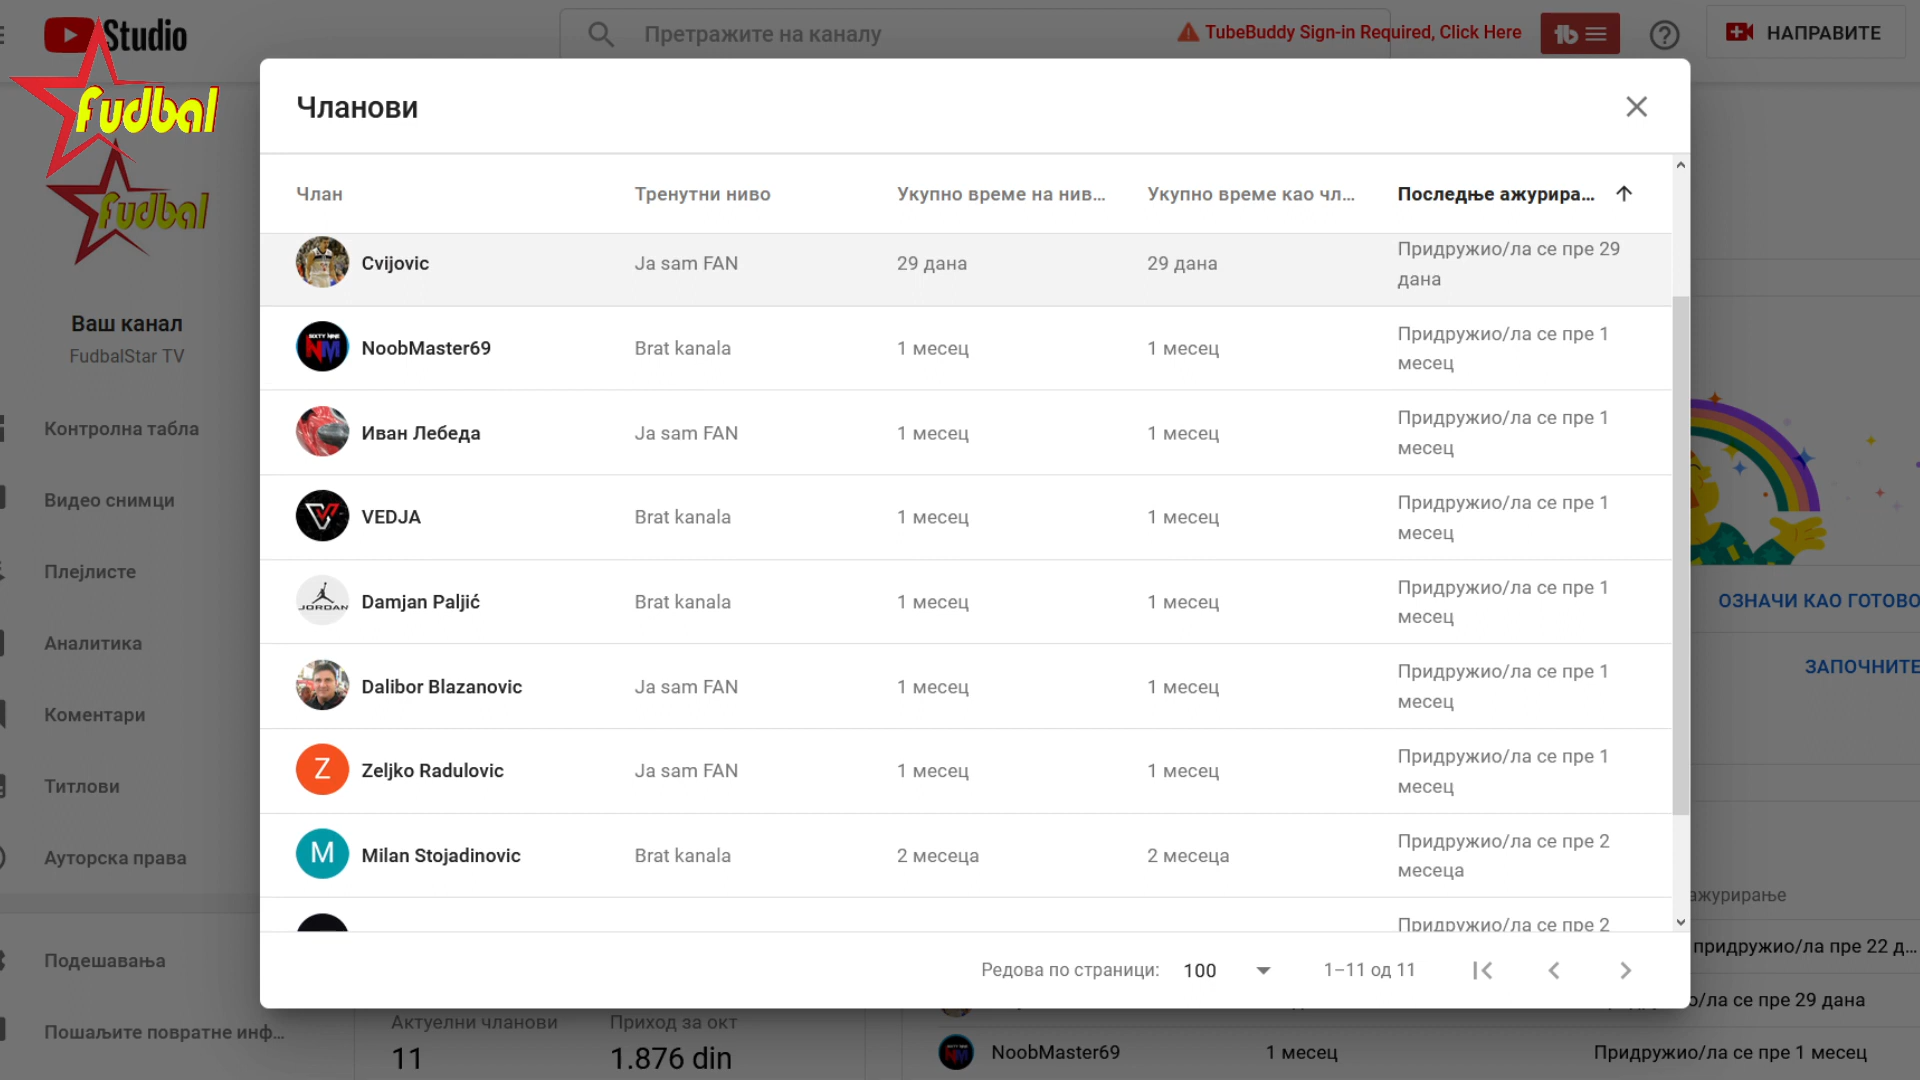 Studio
Претражите на каналу
TubeBuddy Sign-in Required, Click Here
tb
?
НАПРАВИТЕ
fudbal
fudbal
Ваш канал
FudbalStar TV
Контролна табла
Видео снимци
Плејлисте
Аналитика
Коментари
Титлови
Ауторска права
Подешавања
Пошаљите повратне инф...
Чланови
Члан Тренутни ниво Укупно време на нив... Укупно време као чл... Последње ажурира...
Cvijovic Ja sam FAN 29 дана 29 дана Придружио/ла се пре 29
дана
SIXTY NINE
NM
NoobMaster69 Brat kanala 1 месец 1 месец Придружио/ла се пре 1
месец
Иван Лебеда Ja sam FAN 1 месец 1 месец Придружио/ла се пре 1
месец
VEDJA Brat kanala 1 месец 1 месец Придружио/ла се пре 1
месец
JORDAN
Damjan Paljić Brat kanala 1 месец 1 месец Придружио/ла се пре 1
месец
Dalibor Blazanovic Ja sam FAN 1 месец 1 месец Придружио/ла се пре 1
месец
Z Zeljko Radulovic Ja sam FAN 1 месец 1 месец Придружио/ла се пре 1
месец
M Milan Stojadinovic Brat kanala 2 месеца 2 месеца Придружио/ла се пре 2
месеца
Придружио/ла се пре 2
Редова по страници: 100 1–11 од 11
ОЗНАЧИ КАО ГОТОВО
ЗАПОЧНИТЕ
ажурирање
придружио/ла пре 22 д...
о/ла се пре 29 дана
Актуелни чланови Приход за окт
11 1.876 din
NoobMaster69 1 месец Придружио/ла се пре 1 месец